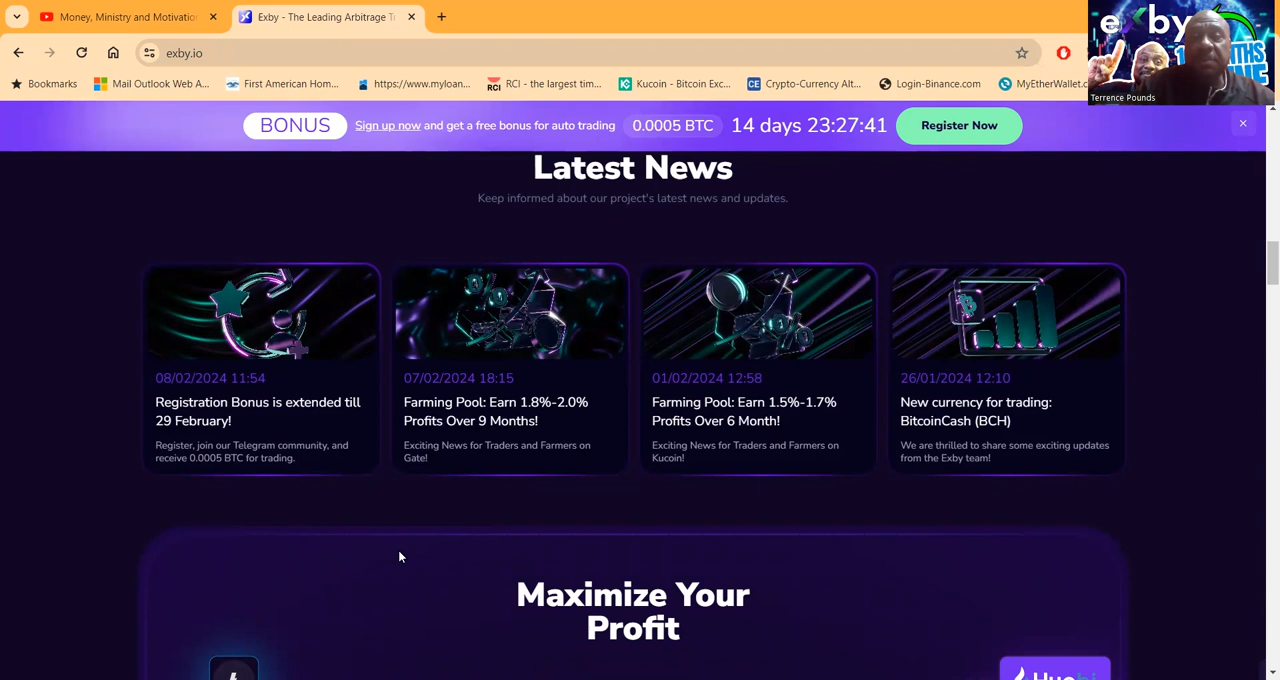 Money, Ministry and Motivation
Exby - The Leading Arbitrage Tr
exby.io
Bookmarks
Mail Outlook Web A...
First American Hom...
https://www.myloan...
RCI
RCI - the largest tim...
Kucoin - Bitcoin Exc...
CE
Crypto-Currency Alt...
Login-Binance.com
MyEtherWallet.c
exby
Terrence Pounds
BONUS
Sign up now and get a free bonus for auto trading
0.0005 BTC
14 days 23:27:41
Register Now
Latest News
Keep informed about our project's latest news and updates.
08/02/2024 11:54
Registration Bonus is extended till
29 February!
Register, join our Telegram community, and
receive 0.0005 BTC for trading.
07/02/2024 18:15
Farming Pool: Earn 1.8%-2.0%
Profits Over 9 Months!
Exciting News for Traders and Farmers on
Gate!
01/02/2024 12:58
Farming Pool: Earn 1.5%-1.7%
Profits Over 6 Month!
Exciting News for Traders and Farmers on
Kucoin!
26/01/2024 12:10
New currency for trading:
BitcoinCash (BCH)
We are thrilled to share some exciting updates
from the Exby team!
Maximize Your
Profit
Huobi